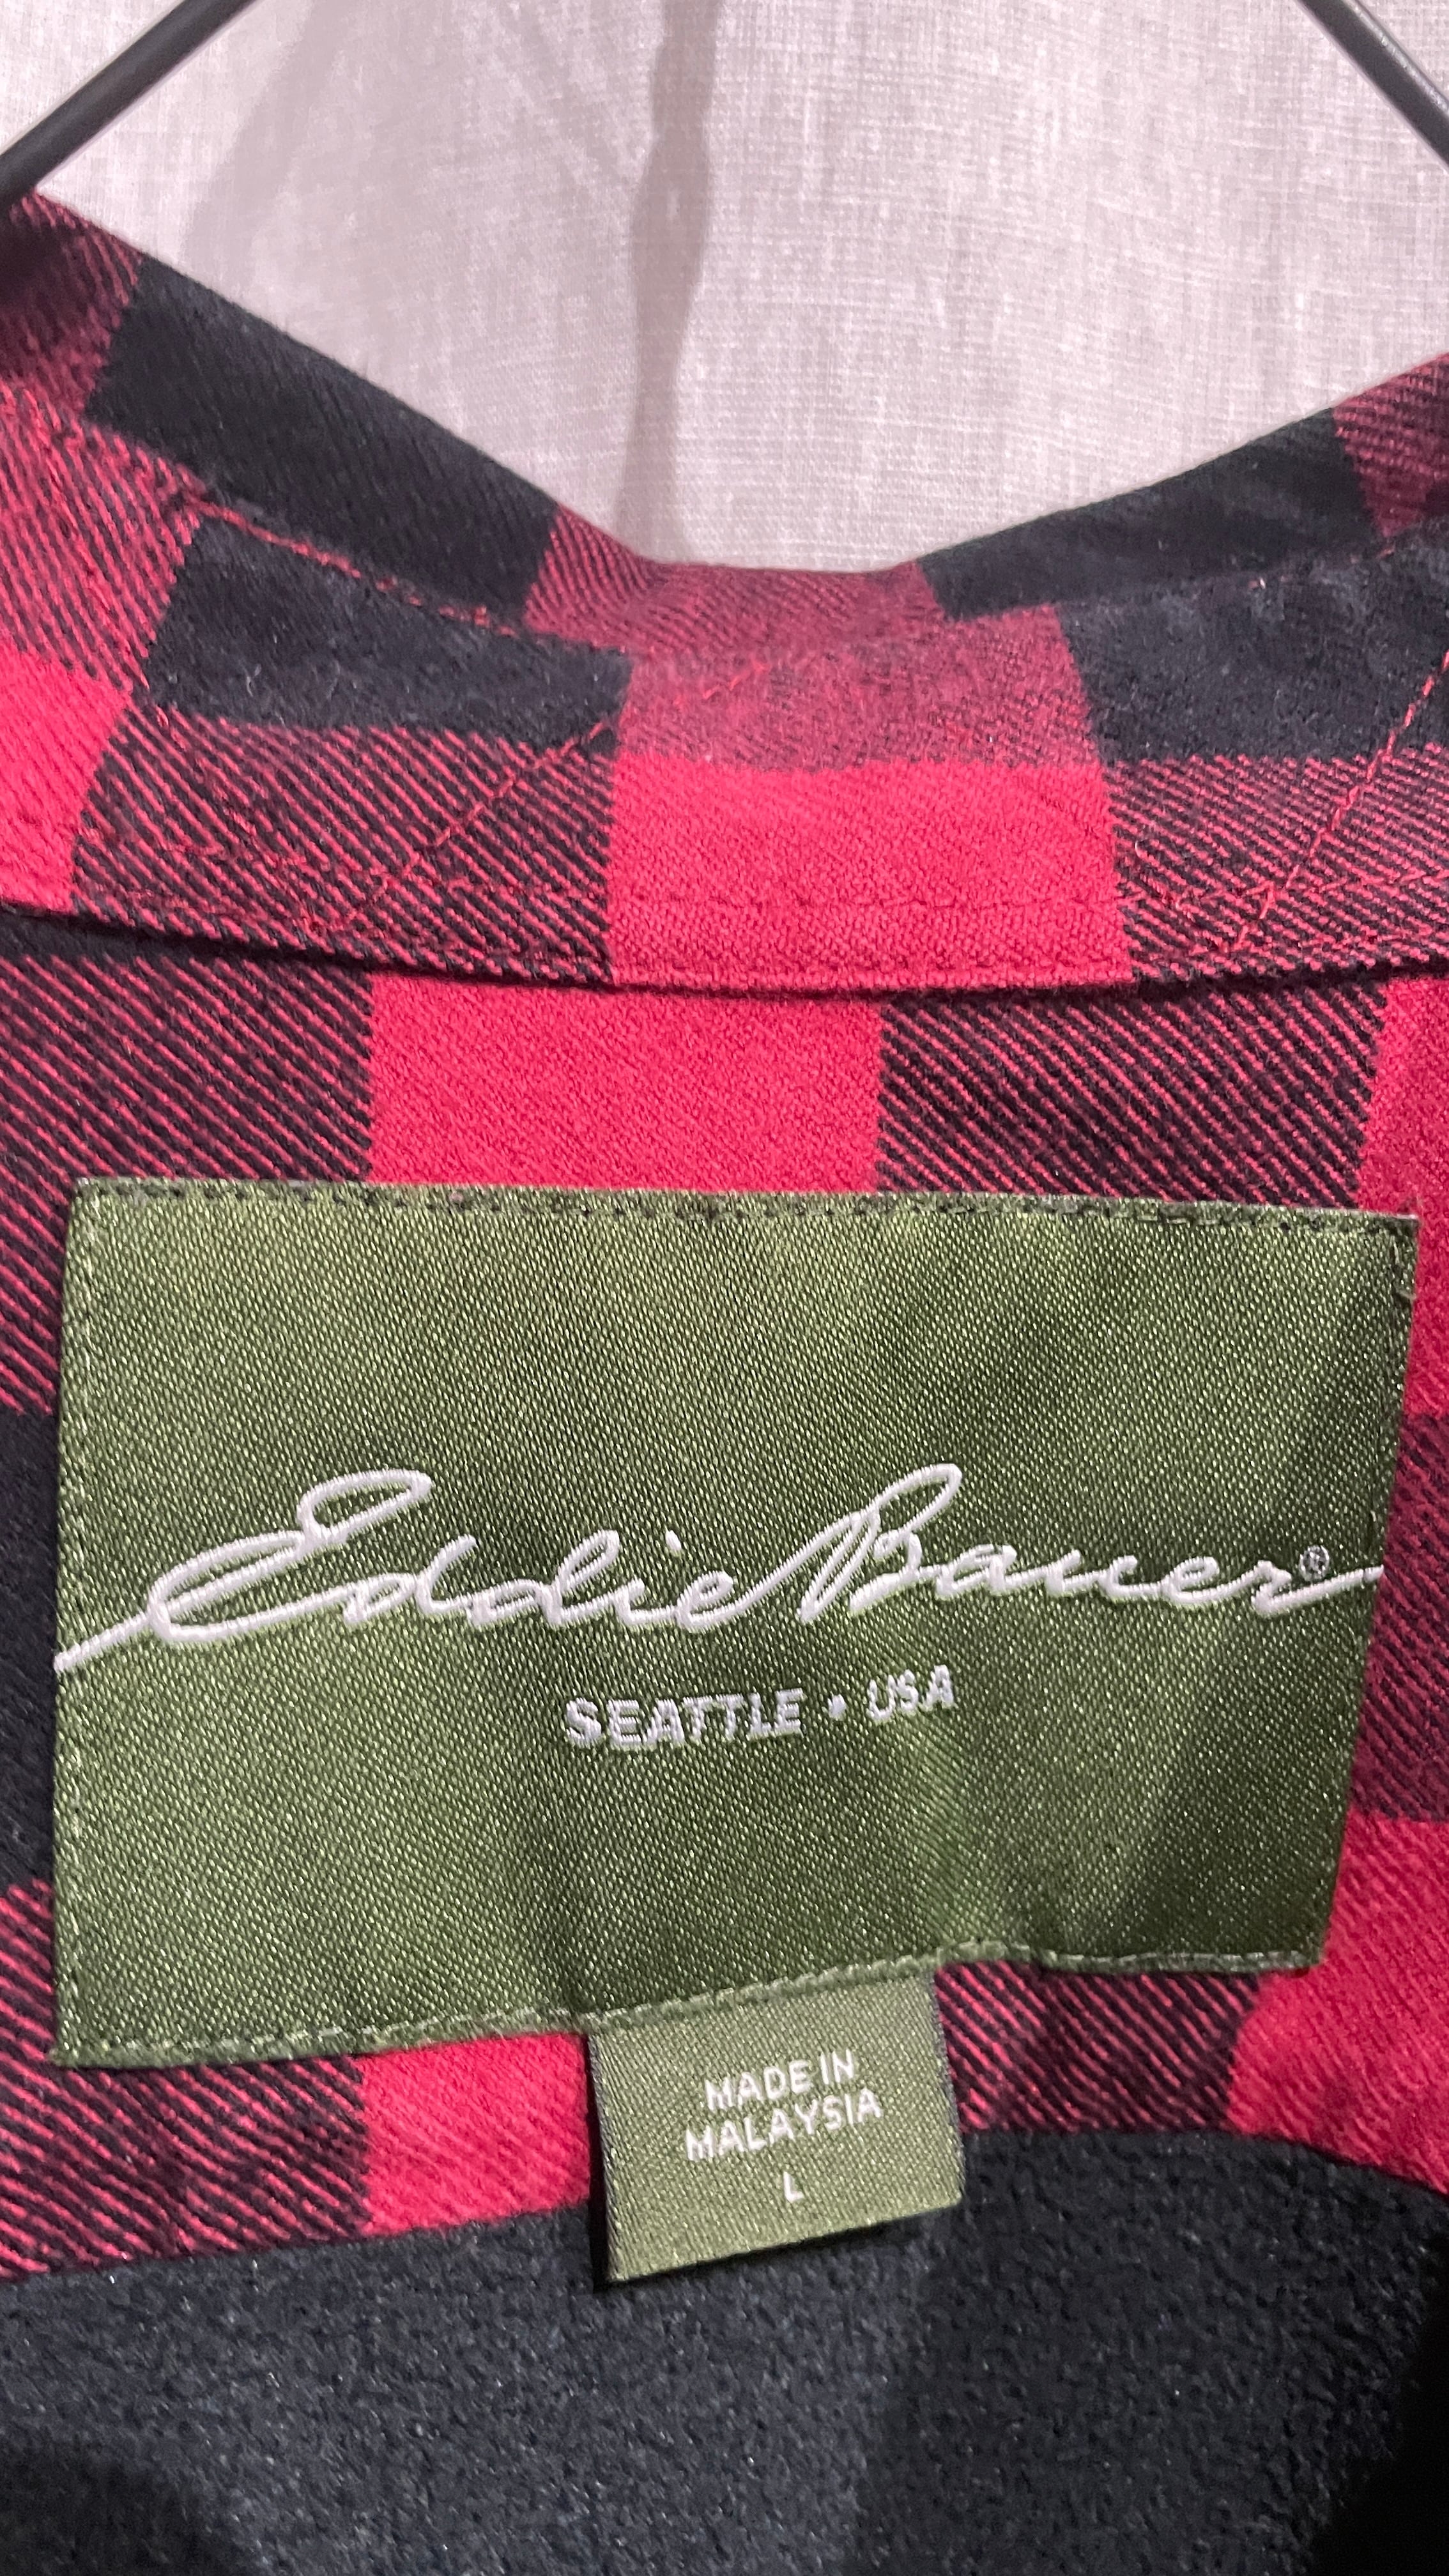 Eddie Bauer®
SEATTLE • USA
MADE IN
MALAYSIA
L